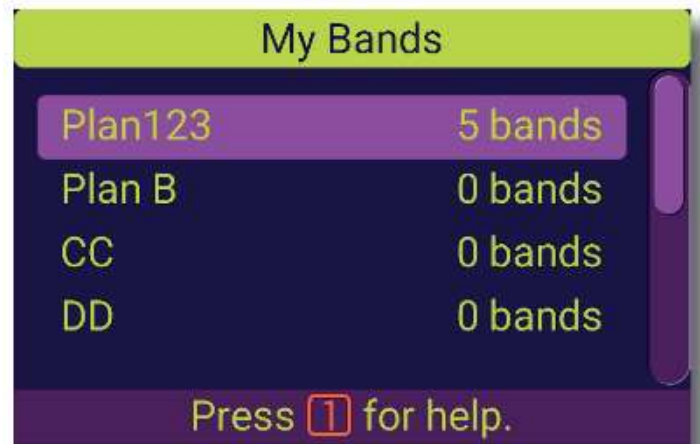 My Bands
Plan123 5 bands
Plan B 0 bands
CC 0 bands
DD 0 bands
Press 1 for help.